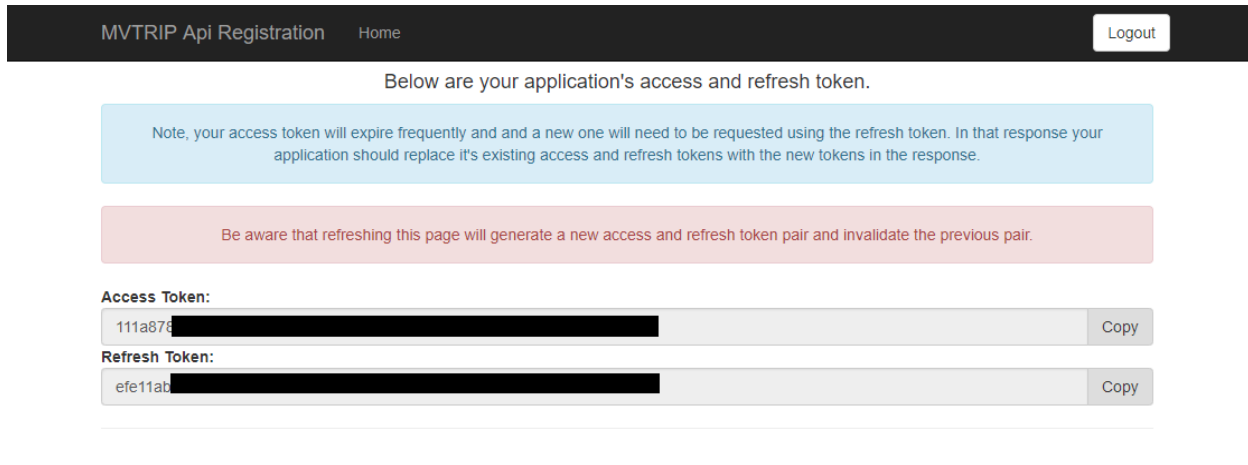 MVTRIP Api Registration Home Logout
Below are your application's access and refresh token.
Note, your access token will expire frequently and and a new one will need to be requested using the refresh token. In that response your
application should replace it's existing access and refresh tokens with the new tokens in the response.
Be aware that refreshing this page will generate a new access and refresh token pair and invalidate the previous pair.
Access Token:
111a878 Copy
Refresh Token:
efe11ab Copy